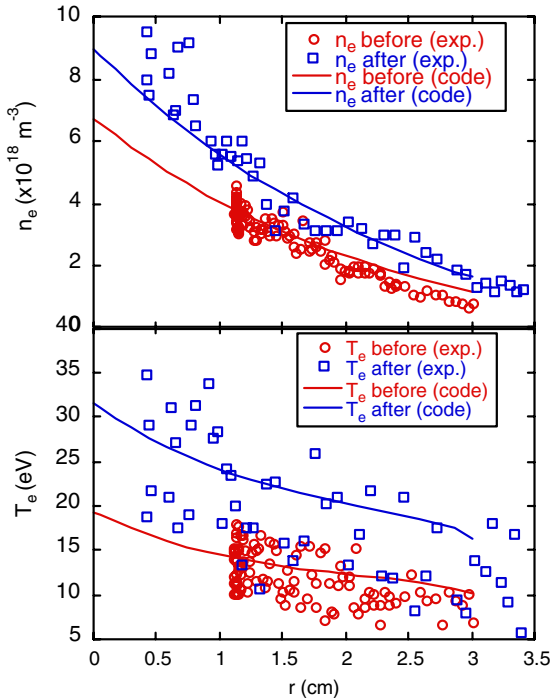 10
8
6
4
2
0
n_e (x10^18 m^-3)
n_e before (exp.)
n_e after (exp.)
n_e before (code)
n_e after (code)
40
35
30
25
20
15
10
5
T_e (eV)
T_e before (exp.)
T_e after (exp.)
T_e before (code)
T_e after (code)
0 0.5 1 1.5 2 2.5 3 3.5
r (cm)